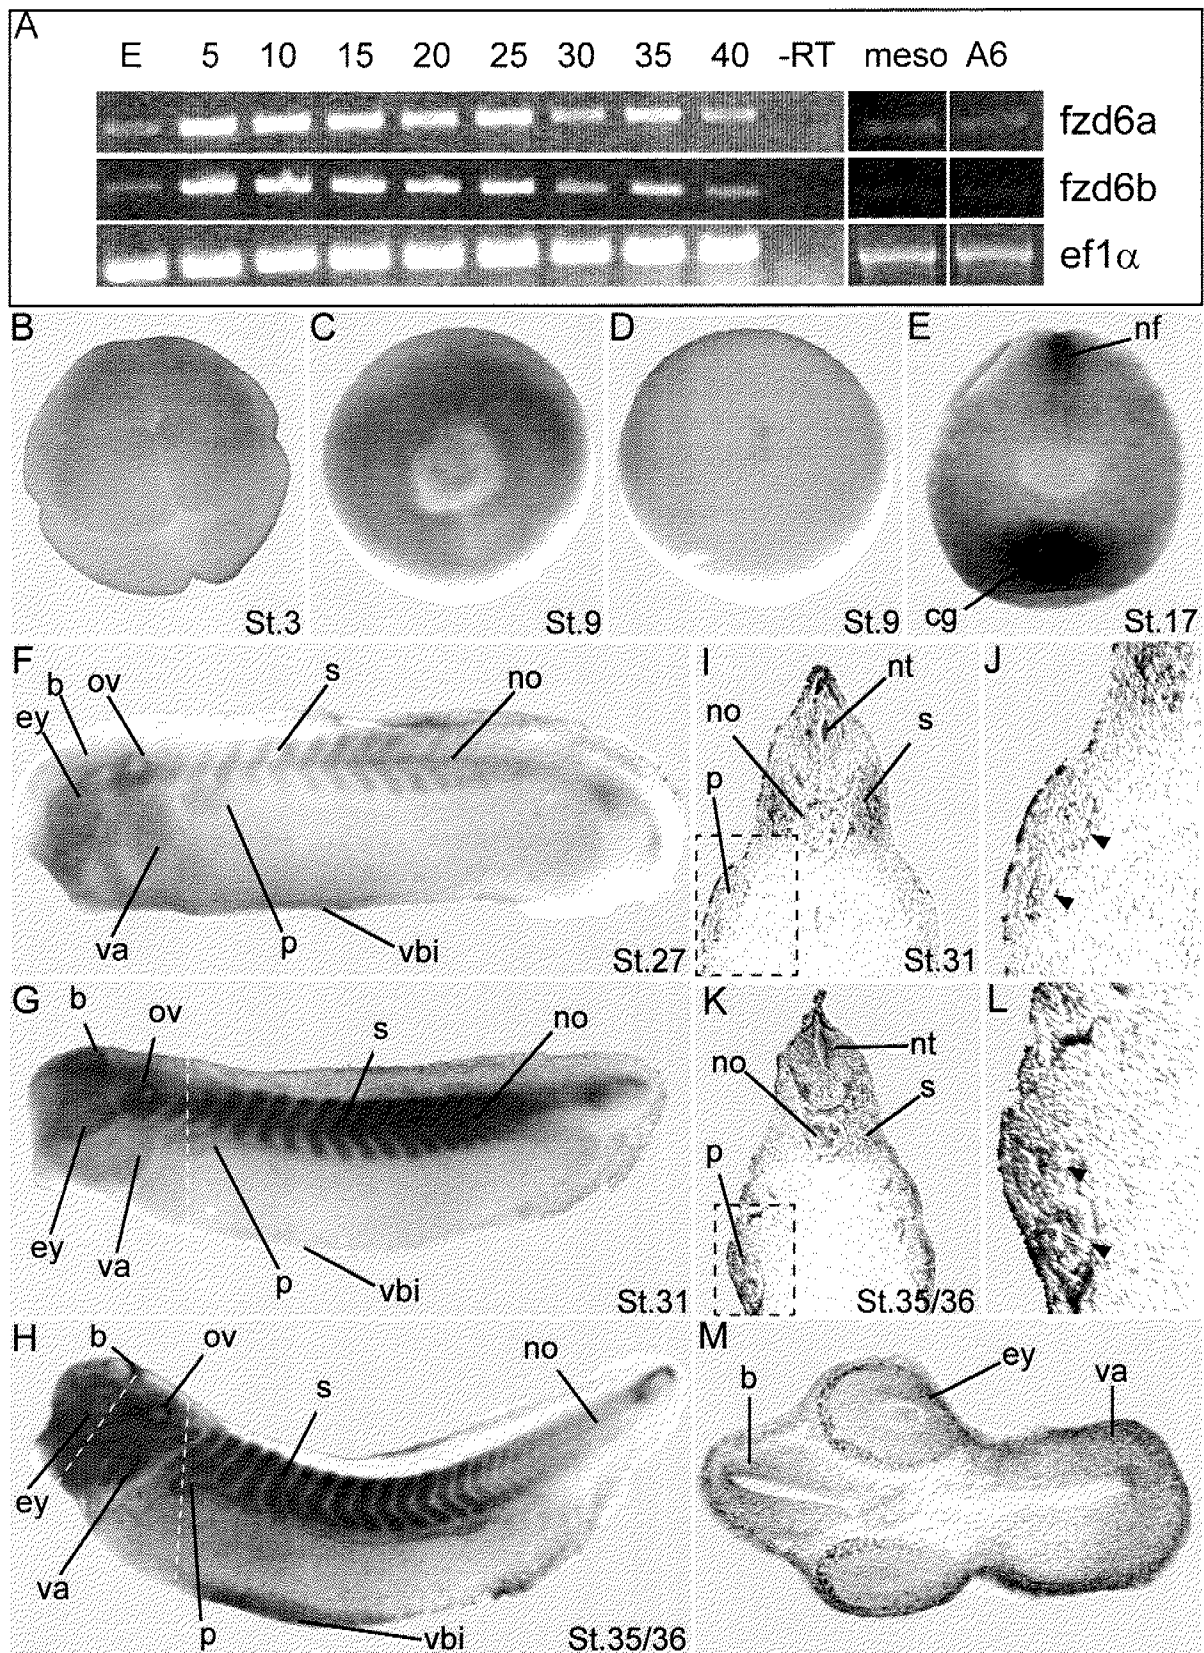 A
E 5 10 15 20 25 30 35 40 -RT meso A6
fzd6a
fzd6b
ef1α
B
St.3
C
St.9
D
St.9
E
nf
cg
St.17
F
b
ov
ey
s
no
va
p
vbi
St.27
I
nt
no
s
p
St.31
J
G
b
ov
s
no
ey
va
p
vbi
St.31
K
nt
no
s
p
St.35/36
L
H
b
ov
s
no
ey
va
p
vbi
St.35/36
M
b
ey
va